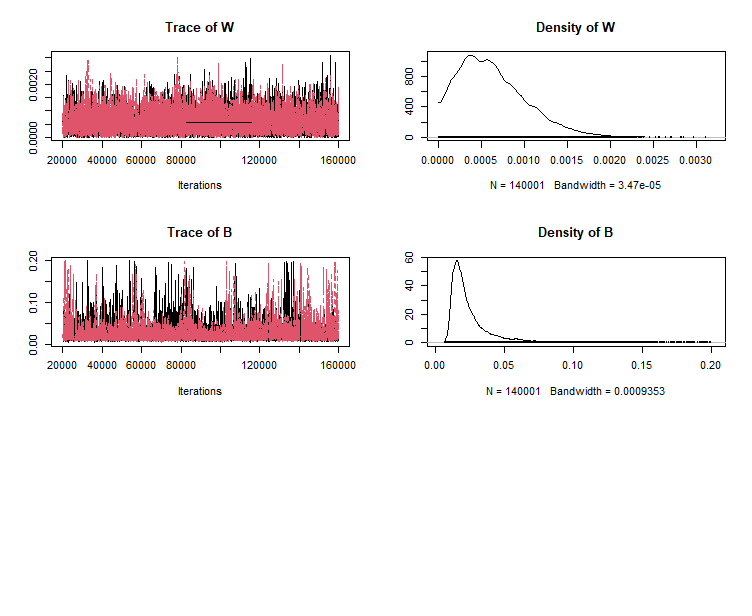 Trace of W
0.0000 0.0020
20000 40000 60000 80000 120000 160000
Iterations
Density of W
0 400 800
0.0000 0.0005 0.0010 0.0015 0.0020 0.0025 0.0030
N = 140001 Bandwidth = 3.47e-05
Trace of B
0.00 0.10 0.20
20000 40000 60000 80000 120000 160000
Iterations
Density of B
0 20 40 60
0.00 0.05 0.10 0.15 0.20
N = 140001 Bandwidth = 0.0009353